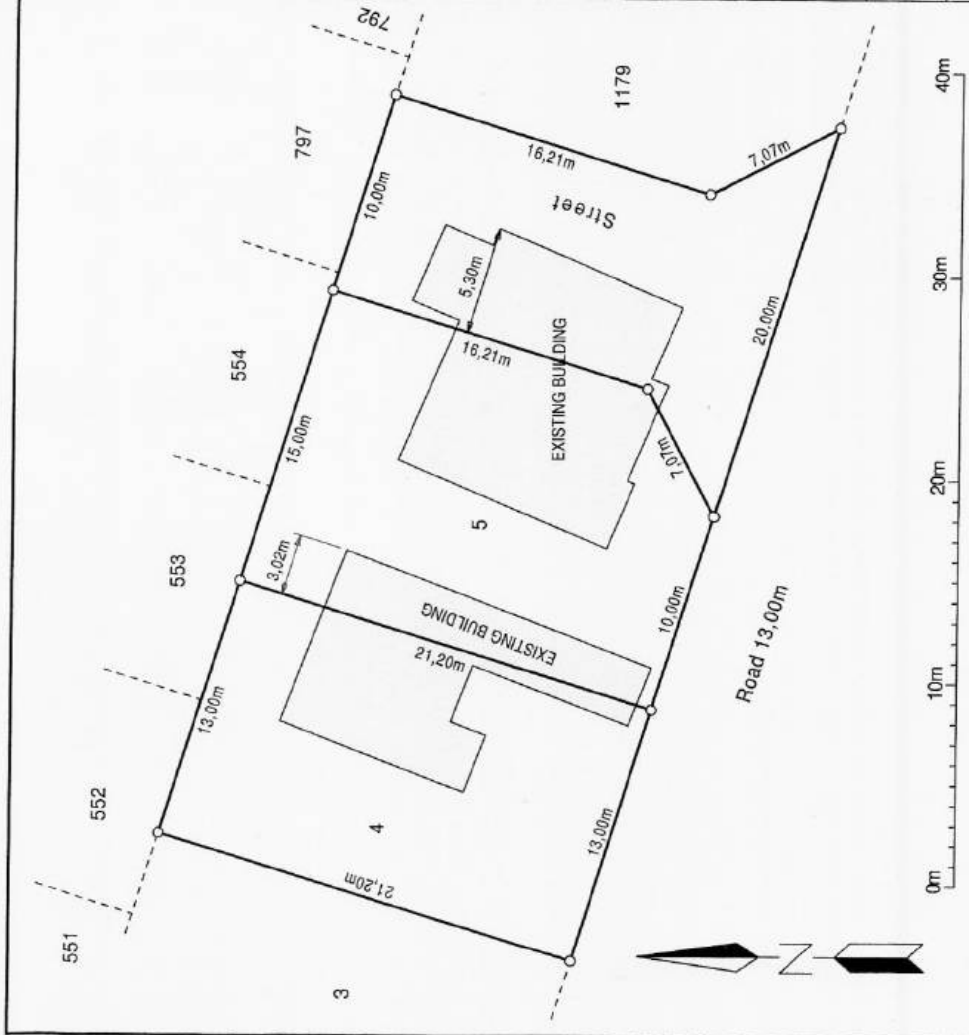 792
797
1179
10,00m
16,21m
7,07m
Street
5,30m
16,21m
EXISTING BUILDING
7,07m
20,00m
554
15,00m
553
3,02m
5
EXISTING BUILDING
21,20m
10,00m
Road 13,00m
13,00m
552
4
21,20m
13,00m
551
3
N
0m
10m
20m
30m
40m